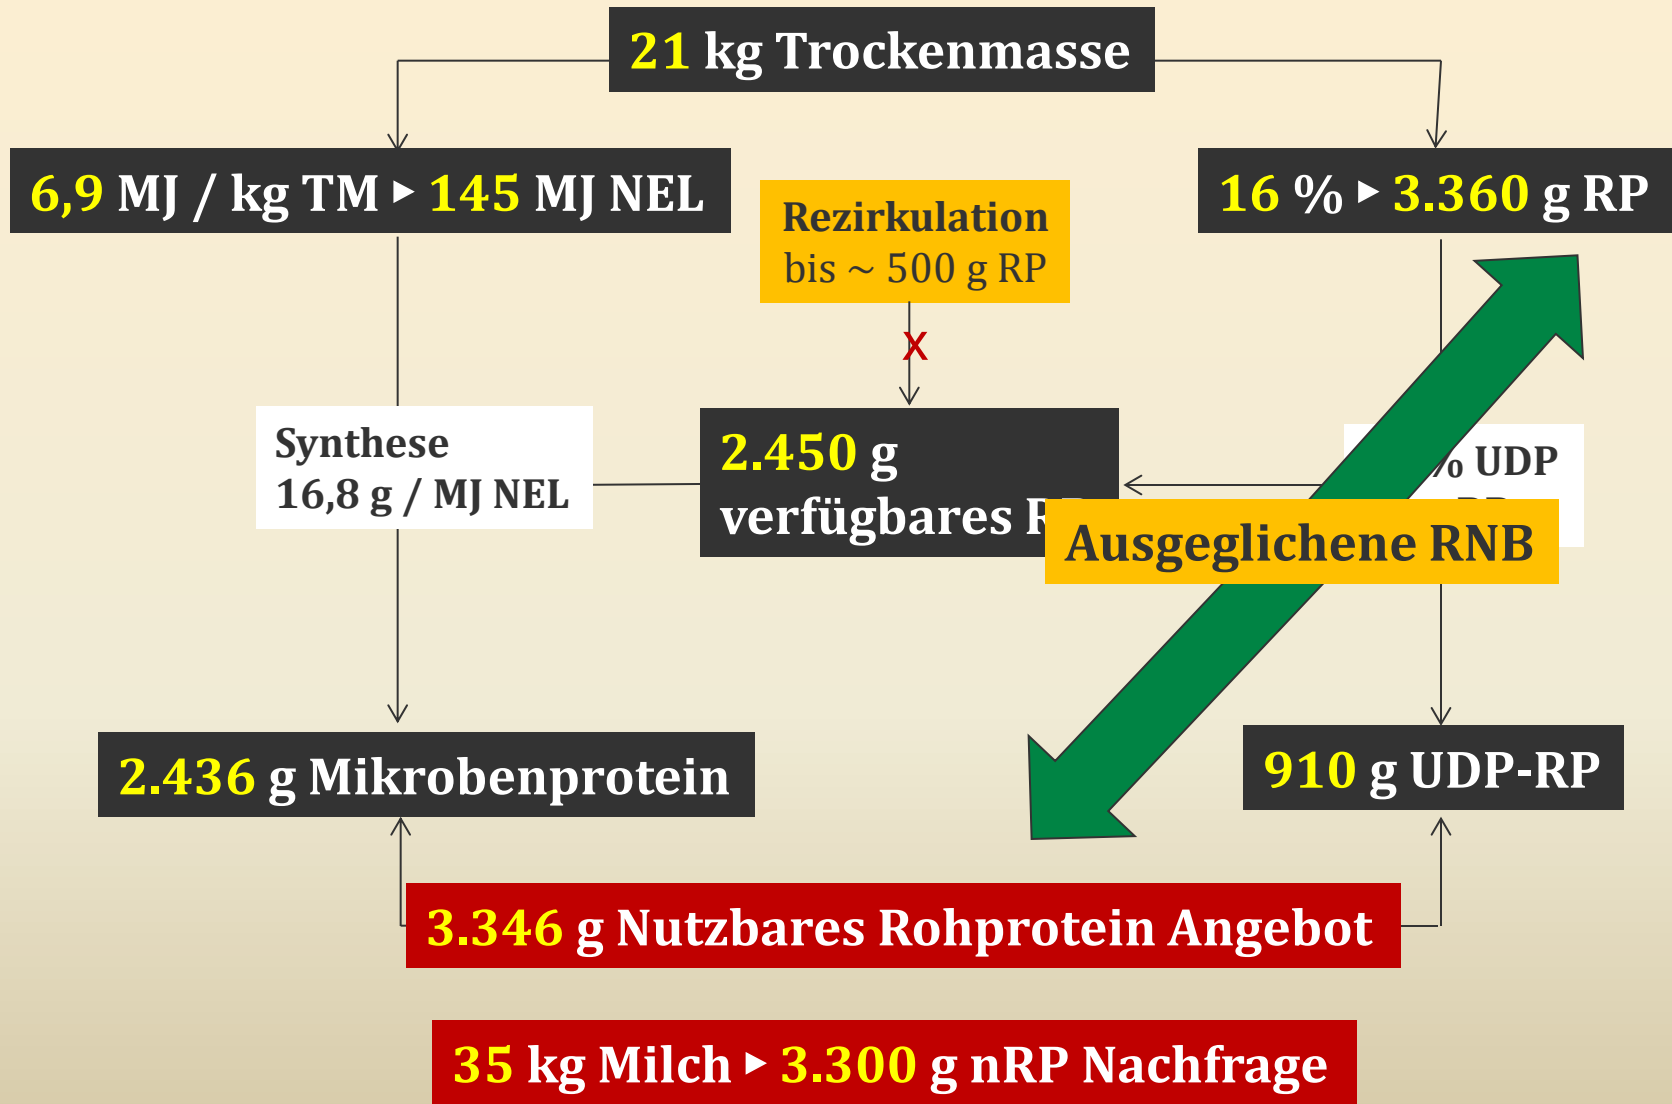 21 kg Trockenmasse
6,9 MJ / kg TM ▸ 145 MJ NEL
16 % ▸ 3.360 g RP
Rezirkulation
bis ~ 500 g RP
x
Synthese
16,8 g / MJ NEL
2.450 g
verfügbares
% UDP
Ausgeglichene RNB
2.436 g Mikrobenprotein
910 g UDP-RP
3.346 g Nutzbares Rohprotein Angebot
35 kg Milch ▸ 3.300 g nRP Nachfrage